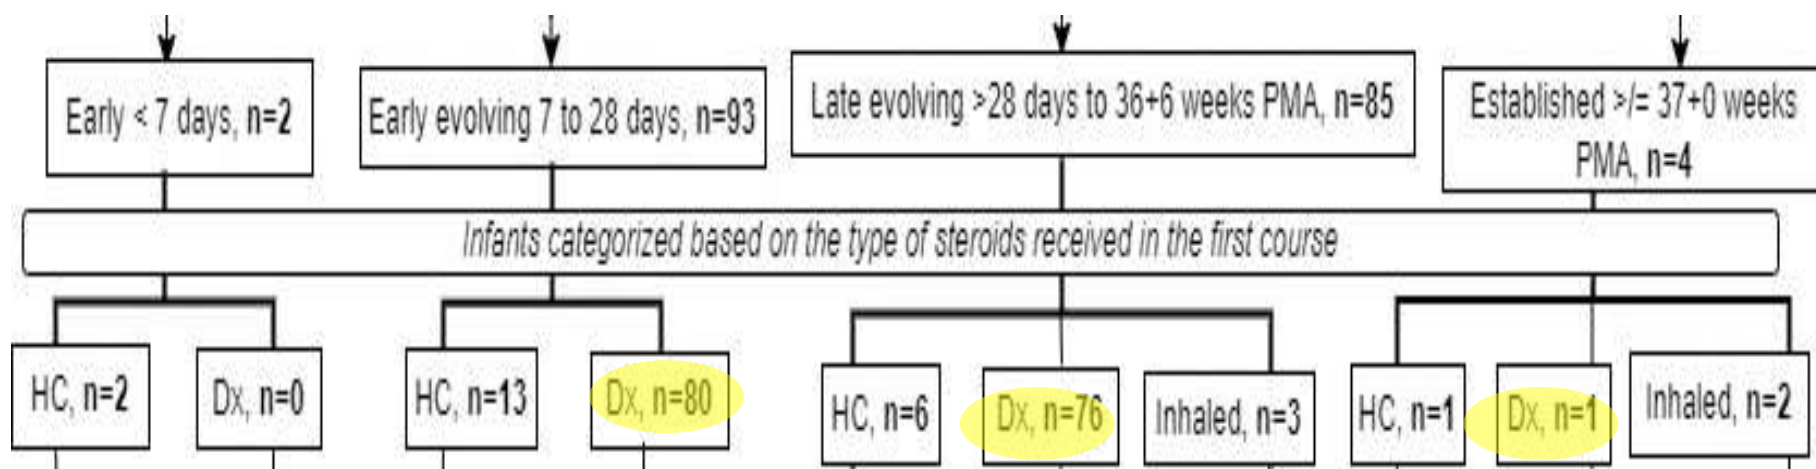 Early < 7 days, n=2
Early evolving 7 to 28 days, n=93
Late evolving >28 days to 36+6 weeks PMA, n=85
Established >/= 37+0 weeks
PMA, n=4
Infants categorized based on the type of steroids received in the first course
HC, n=2
Dx, n=0
HC, n=13
Dx, n=80
HC, n=6
Dx, n=76
Inhaled, n=3
HC, n=1
Dx, n=1
Inhaled, n=2